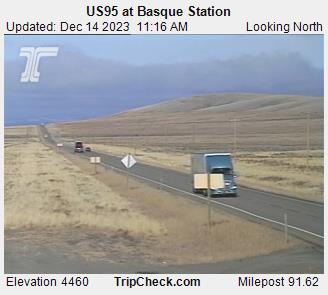 US95 at Basque Station
Updated: Dec 14 2023 11:16 AM Looking North
Elevation 4460 TripCheck.com Milepost 91.62